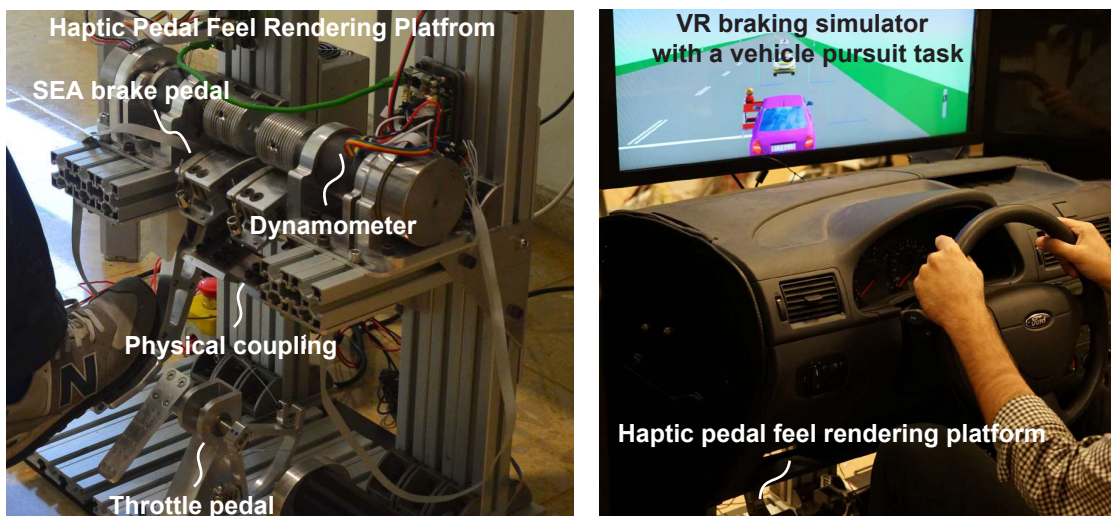 Haptic Pedal Feel Rendering Platfrom
SEA brake pedal
Dynamometer
Physical coupling
Throttle pedal
N
VR braking simulator
with a vehicle pursuit task
Ford
Haptic pedal feel rendering platform